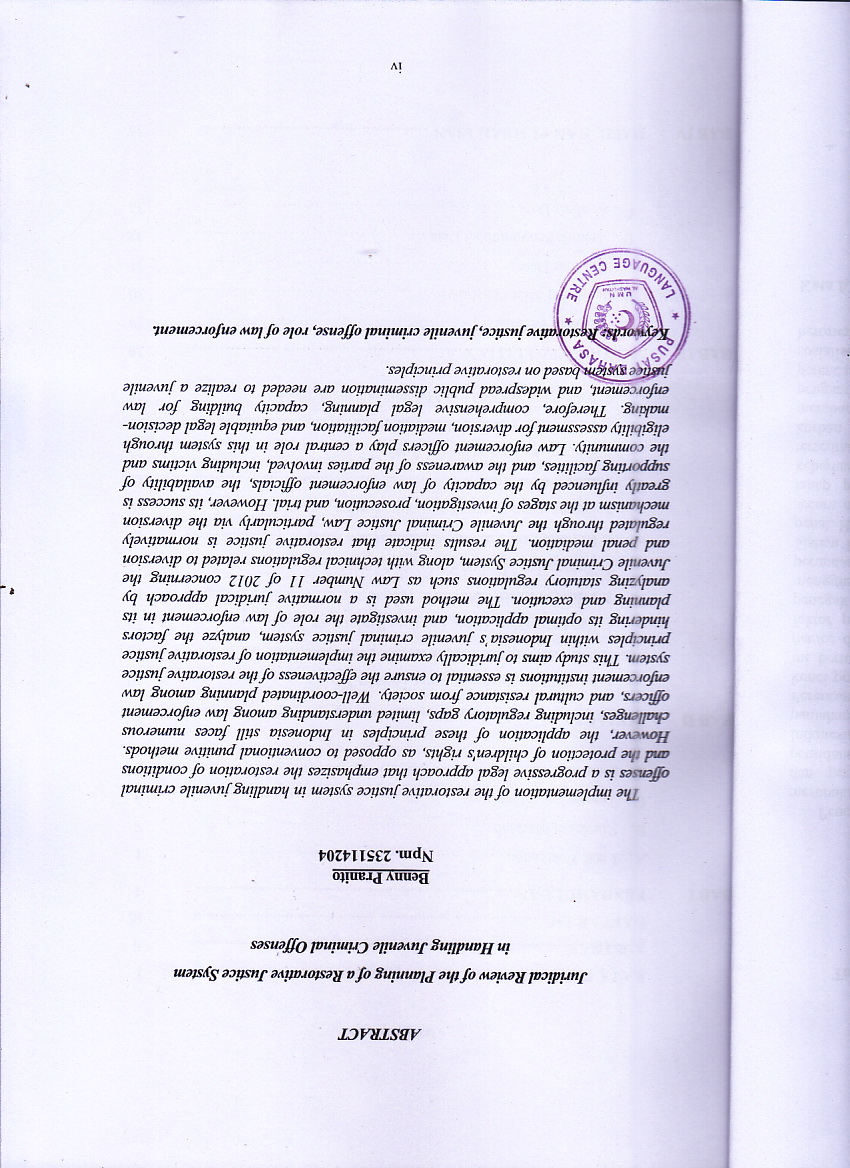 ABSTRACT
Juridical Review of the Planning of a Restorative Justice System
in Handling Juvenile Criminal Offenses
Benny Pranito
Npm. 235114204
The implementation of the restorative justice system in handling juvenile criminal
offenses is a progressive legal approach that emphasizes the restoration of conditions
and the protection of children's rights, as opposed to conventional punitive methods.
However, the application of these principles in Indonesia still faces numerous
challenges, including regulatory gaps, limited understanding among law enforcement
officers, and cultural resistance from society. Well-coordinated planning among law
enforcement institutions is essential to ensure the effectiveness of the restorative justice
system. This study aims to juridically examine the implementation of restorative justice
principles within Indonesia's juvenile criminal justice system, analyze the factors
hindering its optimal application, and investigate the role of law enforcement in its
planning and execution. The method used is a normative juridical approach by
analyzing statutory regulations such as Law Number 11 of 2012 concerning the
Juvenile Criminal Justice System, along with technical regulations related to diversion
and penal mediation. The results indicate that restorative justice is normatively
regulated through the Juvenile Criminal Justice Law, particularly via the diversion
mechanism at the stages of investigation, prosecution, and trial. However, its success is
greatly influenced by the capacity of law enforcement officials, the availability of
supporting facilities, and the awareness of the parties involved, including victims and
the community. Law enforcement officers play a central role in this system through
eligibility assessment for diversion, mediation facilitation, and equitable legal decision-
making. Therefore, comprehensive legal planning, capacity building for law
enforcement, and widespread public dissemination are needed to realize a juvenile
justice system based on restorative principles.
Keywords: Restorative justice, juvenile criminal offense, role of law enforcement.
PUSAT BAHASA
UMN
AL WASHLIYAH
LANGUAGE CENTRE
iv